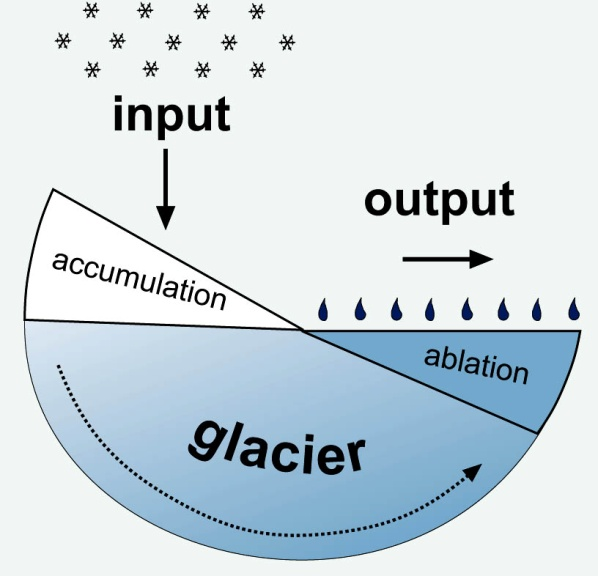 input
output
accumulation
ablation
glacier